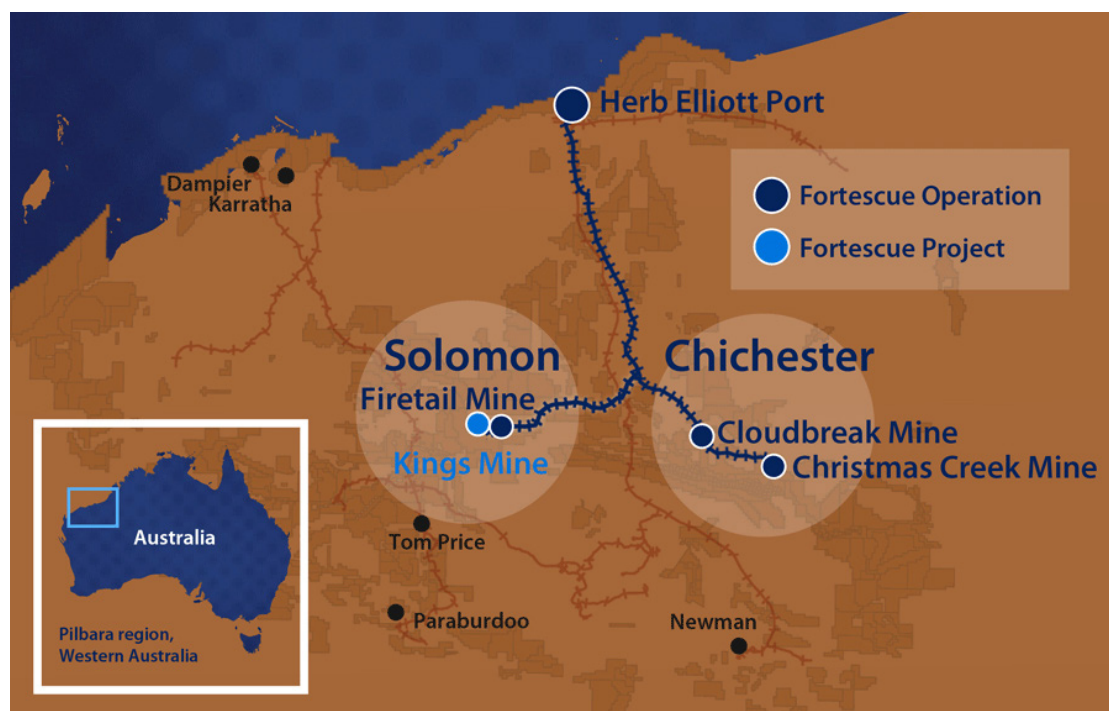 Herb Elliott Port
Dampier
Karratha
Fortescue Operation
Fortescue Project
Solomon
Chichester
Firetail Mine
Kings Mine
Cloudbreak Mine
Christmas Creek Mine
Tom Price
Paraburdoo
Newman
Australia
Pilbara region,
Western Australia